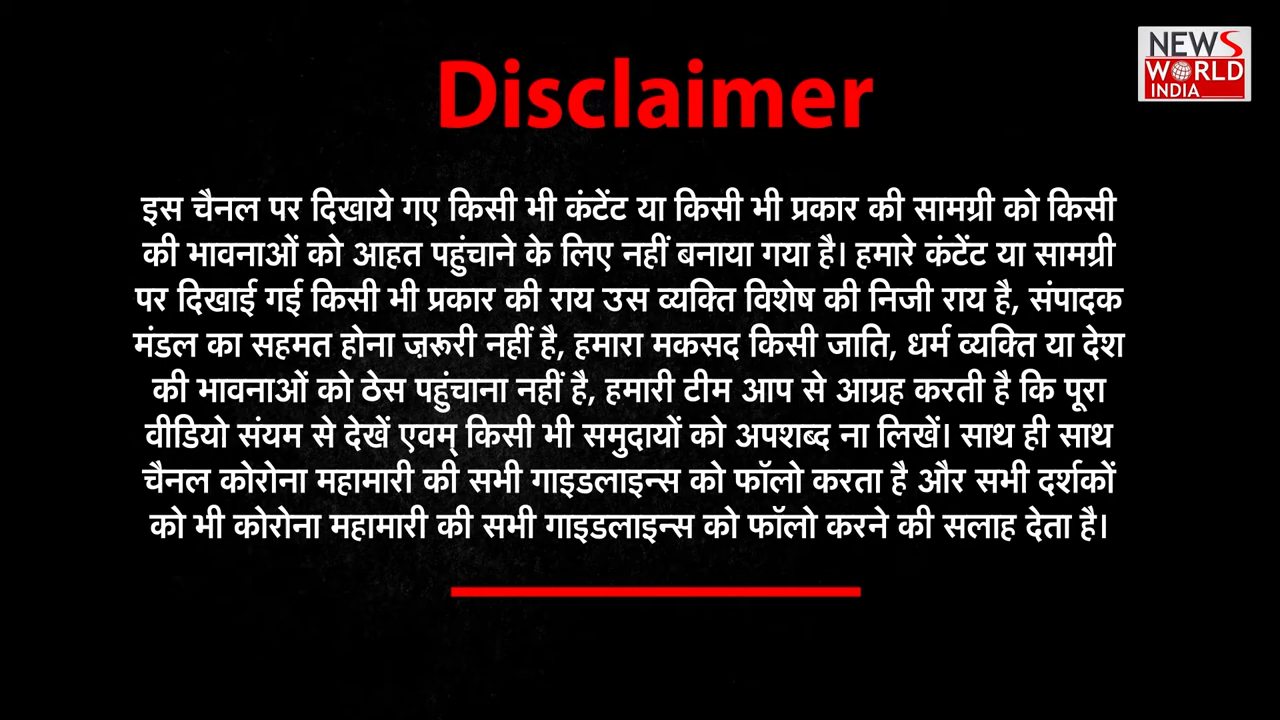 Disclaimer
NEWS
WORLD
INDIA
इस चैनल पर दिखाये गए किसी भी कंटेंट या किसी भी प्रकार की सामग्री को किसी
की भावनाओं को आहत पहुंचाने के लिए नहीं बनाया गया है। हमारे कंटेंट या सामग्री
पर दिखाई गई किसी भी प्रकार की राय उस व्यक्ति विशेष की निजी राय है, संपादक
मंडल का सहमत होना ज़रूरी नहीं है, हमारा मकसद किसी जाति, धर्म व्यक्ति या देश
की भावनाओं को ठेस पहुंचाना नहीं है, हमारी टीम आप से आग्रह करती है कि पूरा
वीडियो संयम से देखें एवम् किसी भी समुदायों को अपशब्द ना लिखें। साथ ही साथ
चैनल कोरोना महामारी की सभी गाइडलाइन्स को फॉलो करता है और सभी दर्शकों
को भी कोरोना महामारी की सभी गाइडलाइन्स को फॉलो करने की सलाह देता है।